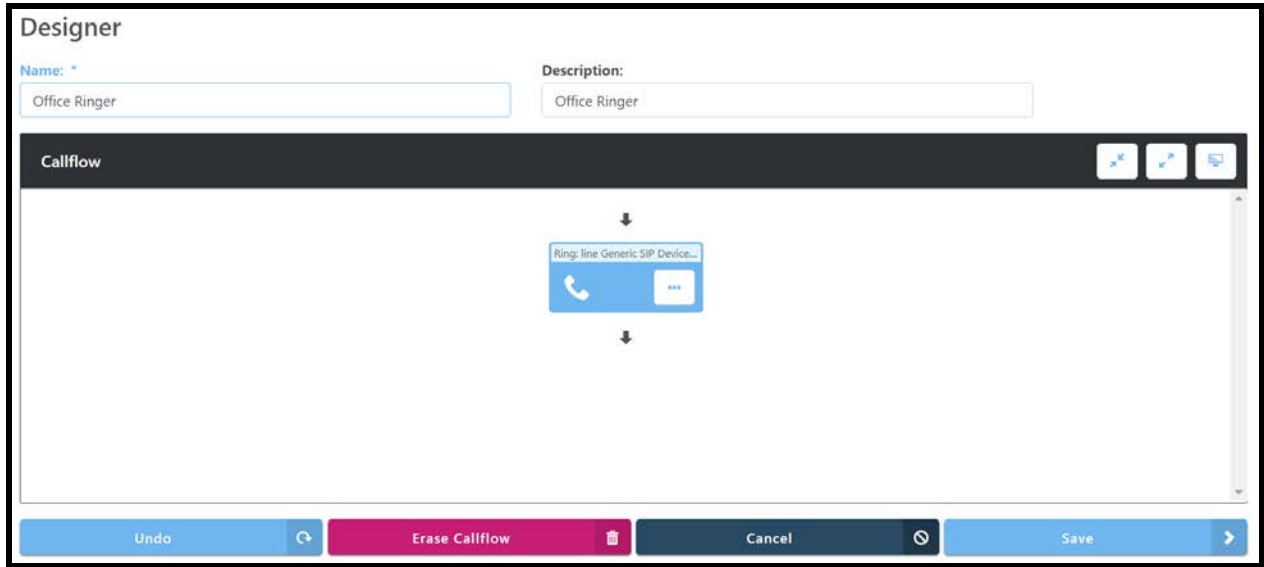 Designer
Name: * Description:
Office Ringer Office Ringer
Callflow
Ring: line Generic SIP Device...
Undo Erase Callflow Cancel Save